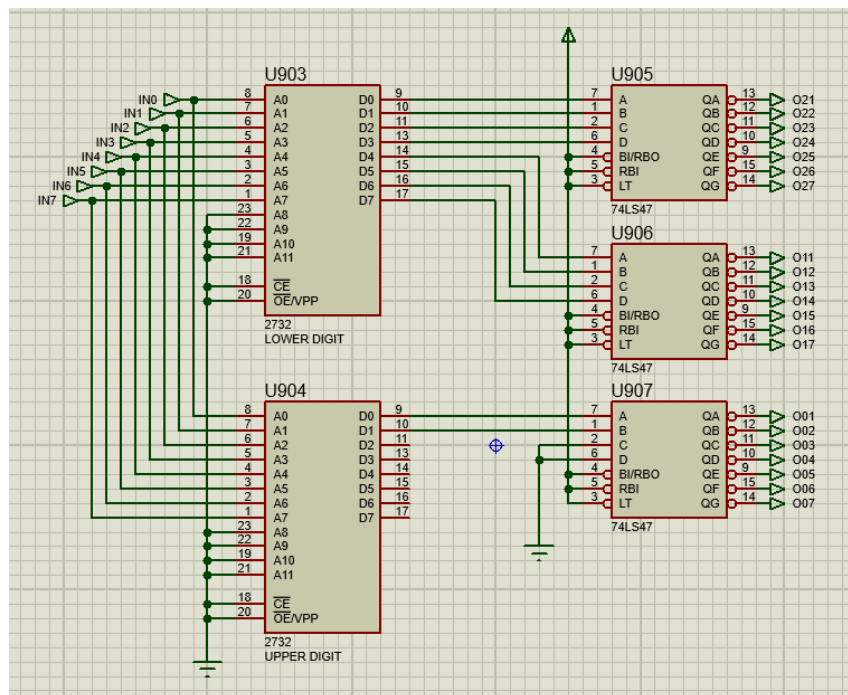 U903
IN0
8 A0 D0 9
IN1
7 A1 D1 10
IN2
6 A2 D2 11
IN3
5 A3 D3 13
IN4
4 A4 D4 14
IN5
3 A5 D5 15
IN6
2 A6 D6 16
IN7
1 A7 D7 17
23 A8
22 A9
19 A10
21 A11
18 CE
20 OE/VPP
2732
LOWER DIGIT
U905
7 A QA 13 O21
1 B QB 12 O22
2 C QC 11 O23
6 D QD 10 O24
4 BI/RBO QE 9 O25
5 RBI QF 15 O26
3 LT QG 14 O27
74LS47
U906
7 A QA 13 O11
1 B QB 12 O12
2 C QC 11 O13
6 D QD 10 O14
4 BI/RBO QE 9 O15
5 RBI QF 15 O16
3 LT QG 14 O17
74LS47
U904
8 A0 D0 9
7 A1 D1 10
6 A2 D2 11
5 A3 D3 13
4 A4 D4 14
3 A5 D5 15
2 A6 D6 16
1 A7 D7 17
23 A8
22 A9
19 A10
21 A11
18 CE
20 OE/VPP
2732
UPPER DIGIT
U907
7 A QA 13 O01
1 B QB 12 O02
2 C QC 11 O03
6 D QD 10 O04
4 BI/RBO QE 9 O05
5 RBI QF 15 O06
3 LT QG 14 O07
74LS47